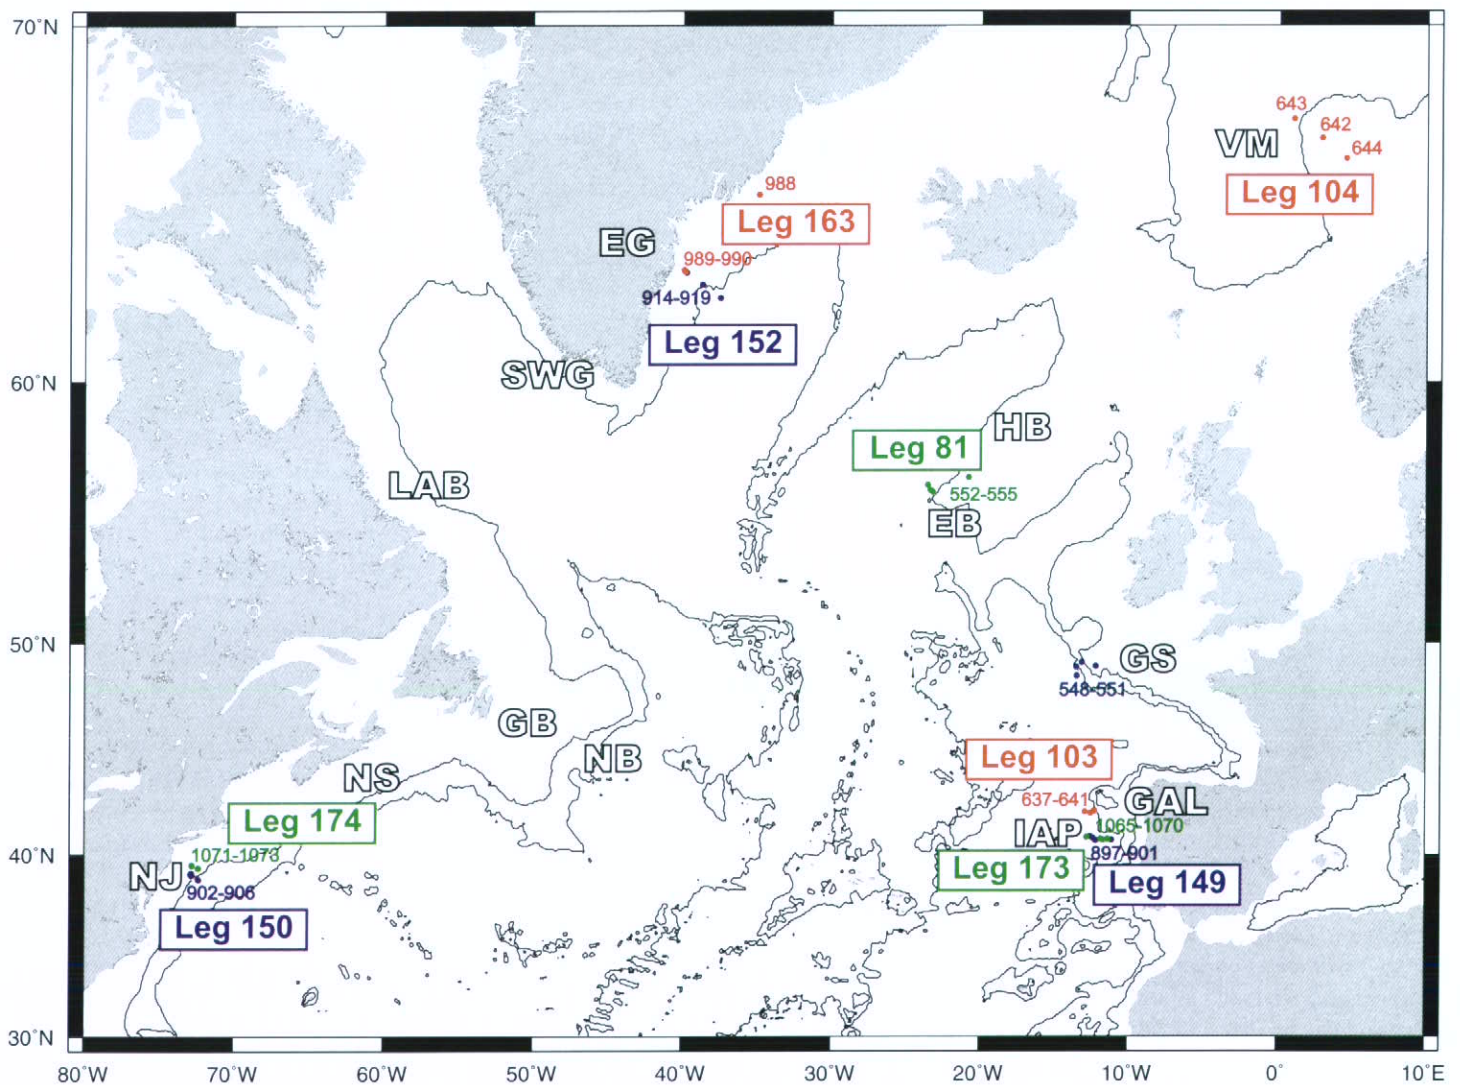 70°N
643
642
VM
644
988
Leg 104
Leg 163
EG
989-990
914-919
Leg 152
SWG
60°N
HB
Leg 81
LAB
552-555
EB
50°N
GS
548-551
GB
NB
Leg 103
NS
637-641
GAL
Leg 174
IAP
1065-1070
1071-1073
40°N
897-901
NJ
Leg 173
Leg 149
902-906
Leg 150
30°N
80°W
70°W
60°W
50°W
40°W
30°W
20°W
10°W
0°
10°E